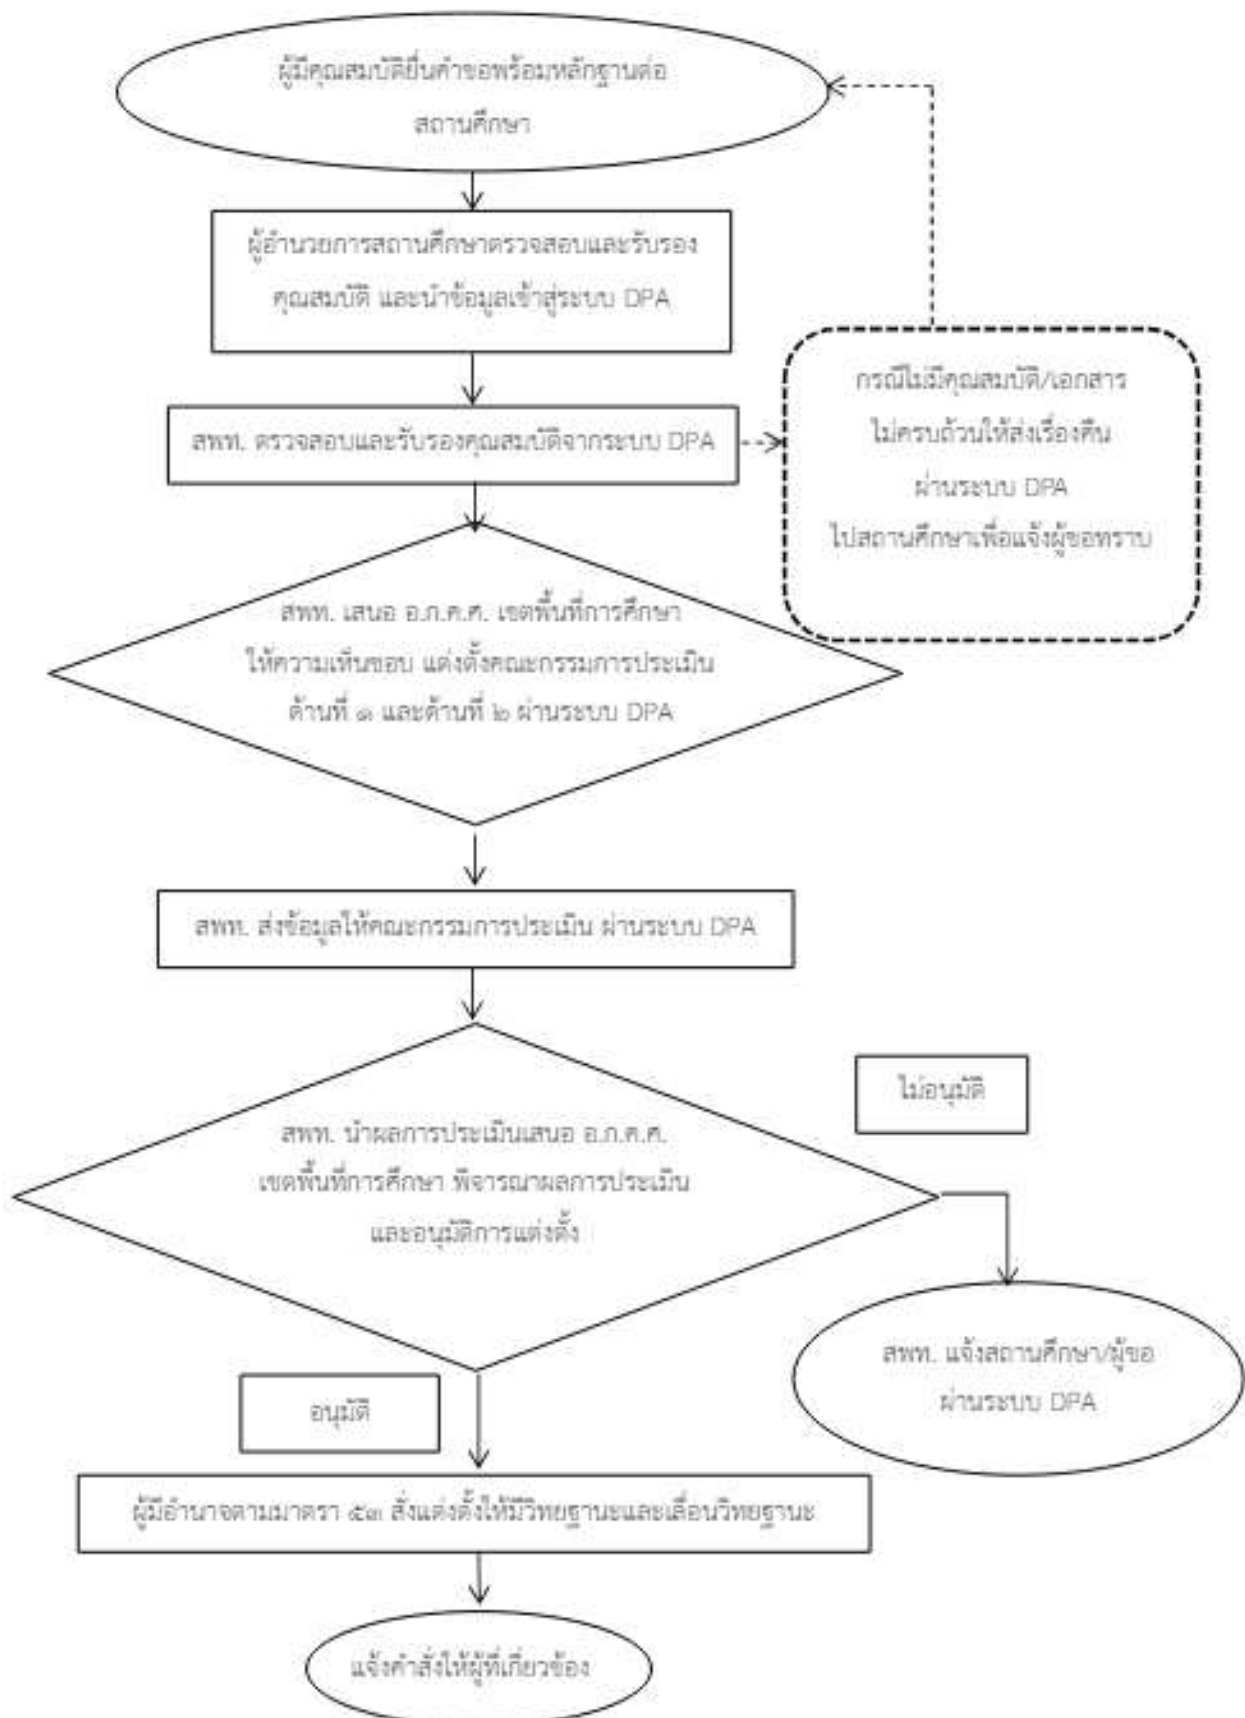 ผู้มีคุณสมบัติยื่นคำขอพร้อมหลักฐานต่อ
สถานศึกษา
ผู้อำนวยการสถานศึกษาตรวจสอบและรับรอง
คุณสมบัติ และนำข้อมูลเข้าสู่ระบบ DPA
สพท. ตรวจสอบและรับรองคุณสมบัติจากระบบ DPA
กรณีไม่มีคุณสมบัติ/เอกสาร
ไม่ครบถ้วนให้ส่งเรื่องคืน
ผ่านระบบ DPA
ไปสถานศึกษาเพื่อแจ้งผู้ขอทราบ
สพท. เสนอ อ.ก.ค.ศ. เขตพื้นที่การศึกษา
ให้ความเห็นชอบ แต่งตั้งคณะกรรมการประเมิน
ด้านที่ ๑ และด้านที่ ๒ ผ่านระบบ DPA
สพท. ส่งข้อมูลให้คณะกรรมการประเมิน ผ่านระบบ DPA
ไม่อนุมัติ
สพท. นำผลการประเมินเสนอ อ.ก.ค.ศ.
เขตพื้นที่การศึกษา พิจารณาผลการประเมิน
และอนุมัติการแต่งตั้ง
สพท. แจ้งสถานศึกษา/ผู้ขอ
ผ่านระบบ DPA
อนุมัติ
ผู้มีอำนาจตามมาตรา ๕๓ สั่งแต่งตั้งให้มีวิทยฐานะและเลื่อนวิทยฐานะ
แจ้งคำสั่งให้ผู้ที่เกี่ยวข้อง